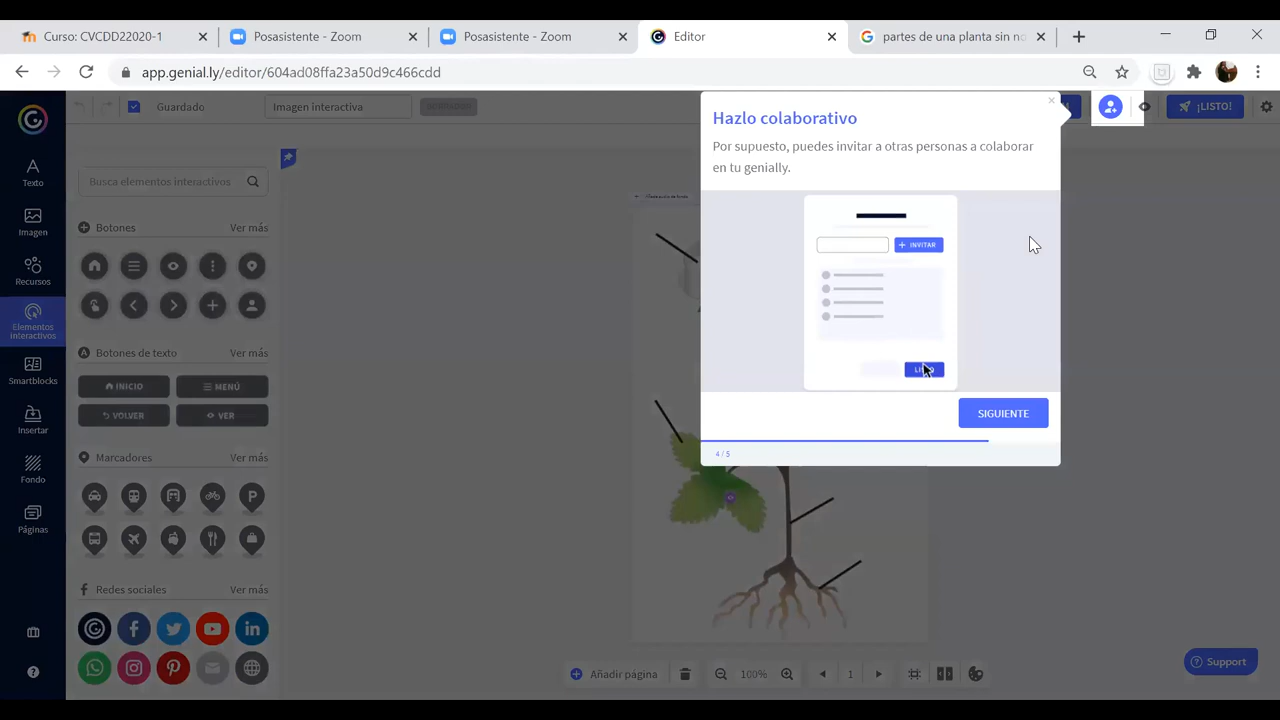 Curso: CVCDD22020-1
Posasistente - Zoom
Posasistente - Zoom
Editor
partes de una planta sin no
app.genial.ly/editor/604ad08ffa23a50d9c466cdd
Guardado
Imagen interactiva
¡LISTO!
Hazlo colaborativo
Por supuesto, puedes invitar a otras personas a colaborar
en tu genially.
+ INVITAR
SIGUIENTE
4 / 5
Texto
Imagen
Recursos
Elementos
interactivos
Smartblocks
Insertar
Fondo
Páginas
Busca elementos interactivos
Botones
Ver más
Botones de texto
Ver más
INICIO
MENÚ
VOLVER
VER
Marcadores
Ver más
P
Redes sociales
Ver más
Añadir página
100%
1
Support